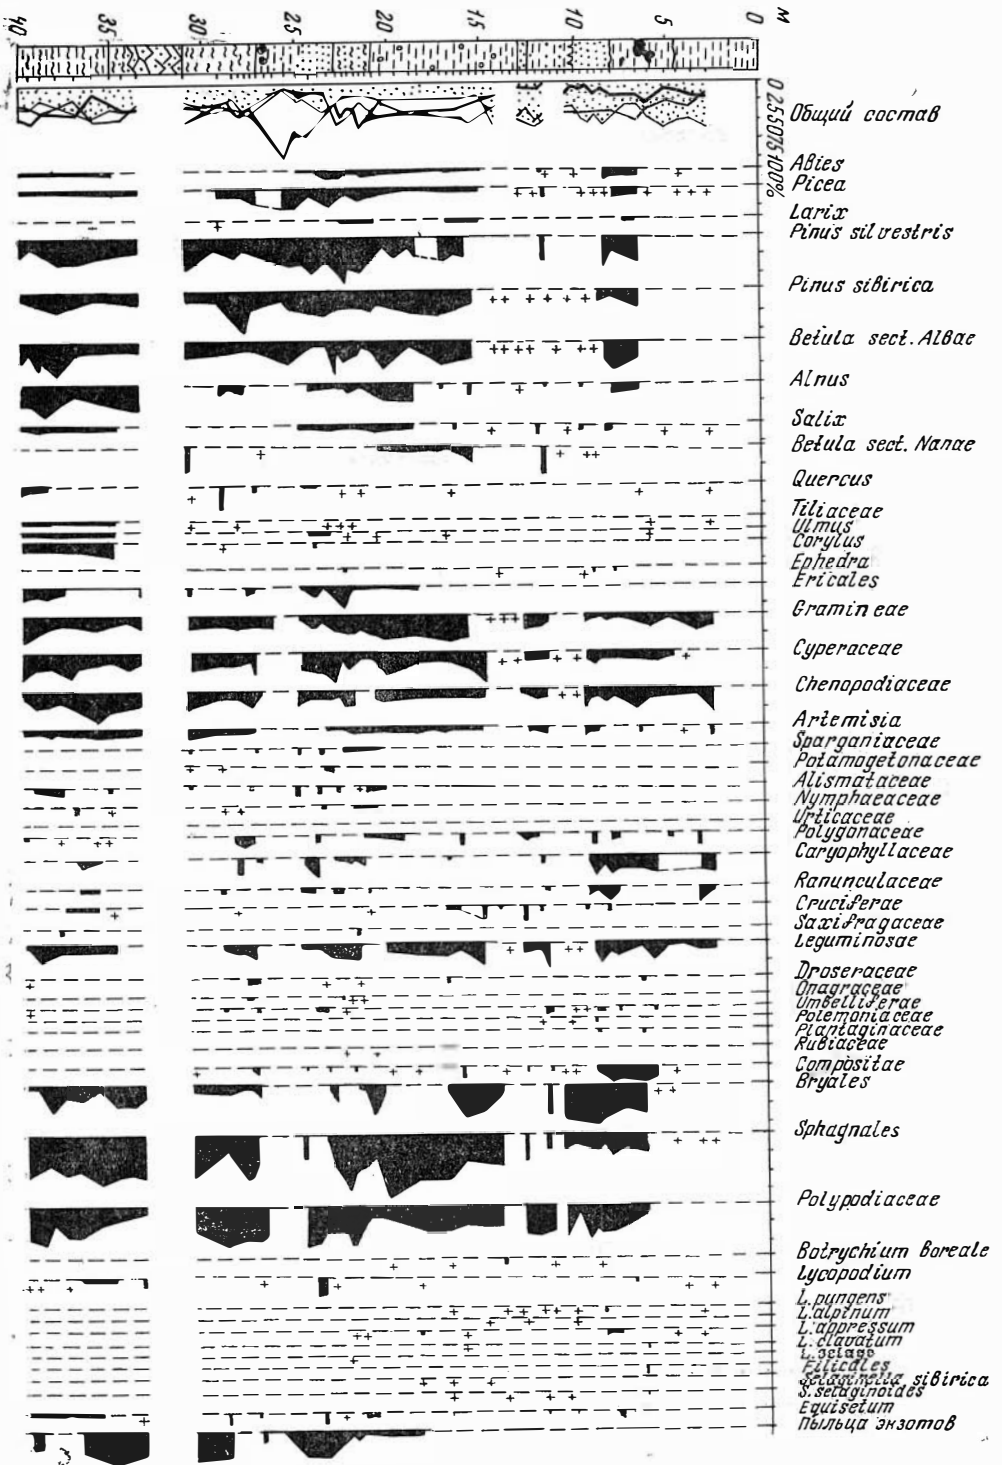 40 35 30 25 20 15 10 5 0 м
0 25 50 75 100%
Общий состав
Abies
Picea
Larix
Pinus silvestris
Pinus sibirica
Betula sect. Albae
Alnus
Salix
Betula sect. Nanae
Quercus
Tiliaceae
Ulmus
Corylus
Ephedra
Ericales
Gramineae
Cyperaceae
Chenopodiaceae
Artemisia
Sparganiaceae
Potamogetonaceae
Alismataceae
Nymphaeaceae
Urticaceae
Polygonaceae
Caryophyllaceae
Ranunculaceae
Cruciferae
Saxifragaceae
Leguminosae
Droseraceae
Onagraceae
Umbelliferae
Polemoniaceae
Plantaginaceae
Rubiaceae
Compositae
Bryales
Sphagnales
Polypodiaceae
Botrychium Boreale
Lycopodium
L. pungens
L. alpinum
L. appressum
L. clavatum
L. selago
Filicales
Selaginella sibirica
S. selaginoides
Equisetum
Пыльца экзотов